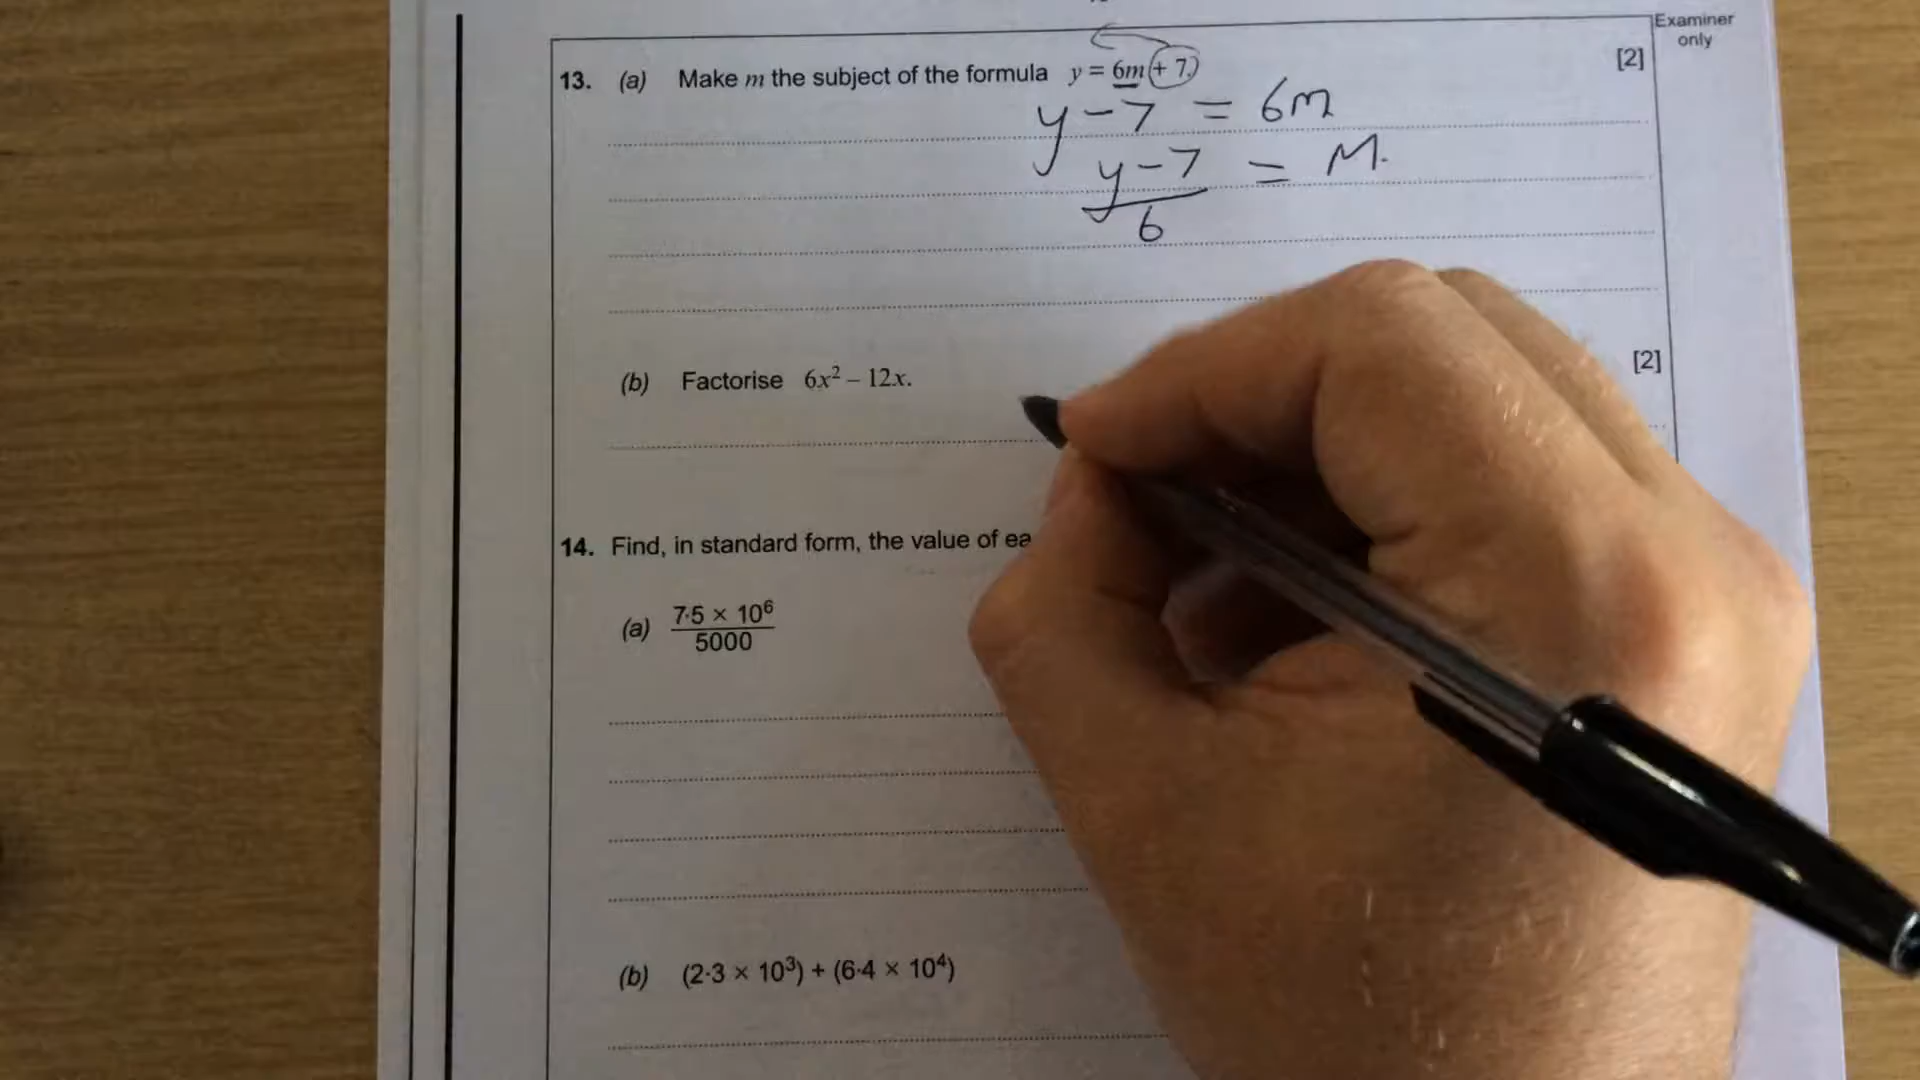 Examiner
only
13. (a) Make m the subject of the formula y = 6m + 7. [2]
y - 7 = 6m
y - 7 = M.
6
(b) Factorise 6x² – 12x. [2]
14. Find, in standard form, the value of ea
(a) 7·5 × 10⁶
5000
(b) (2·3 × 10³) + (6·4 × 10⁴)